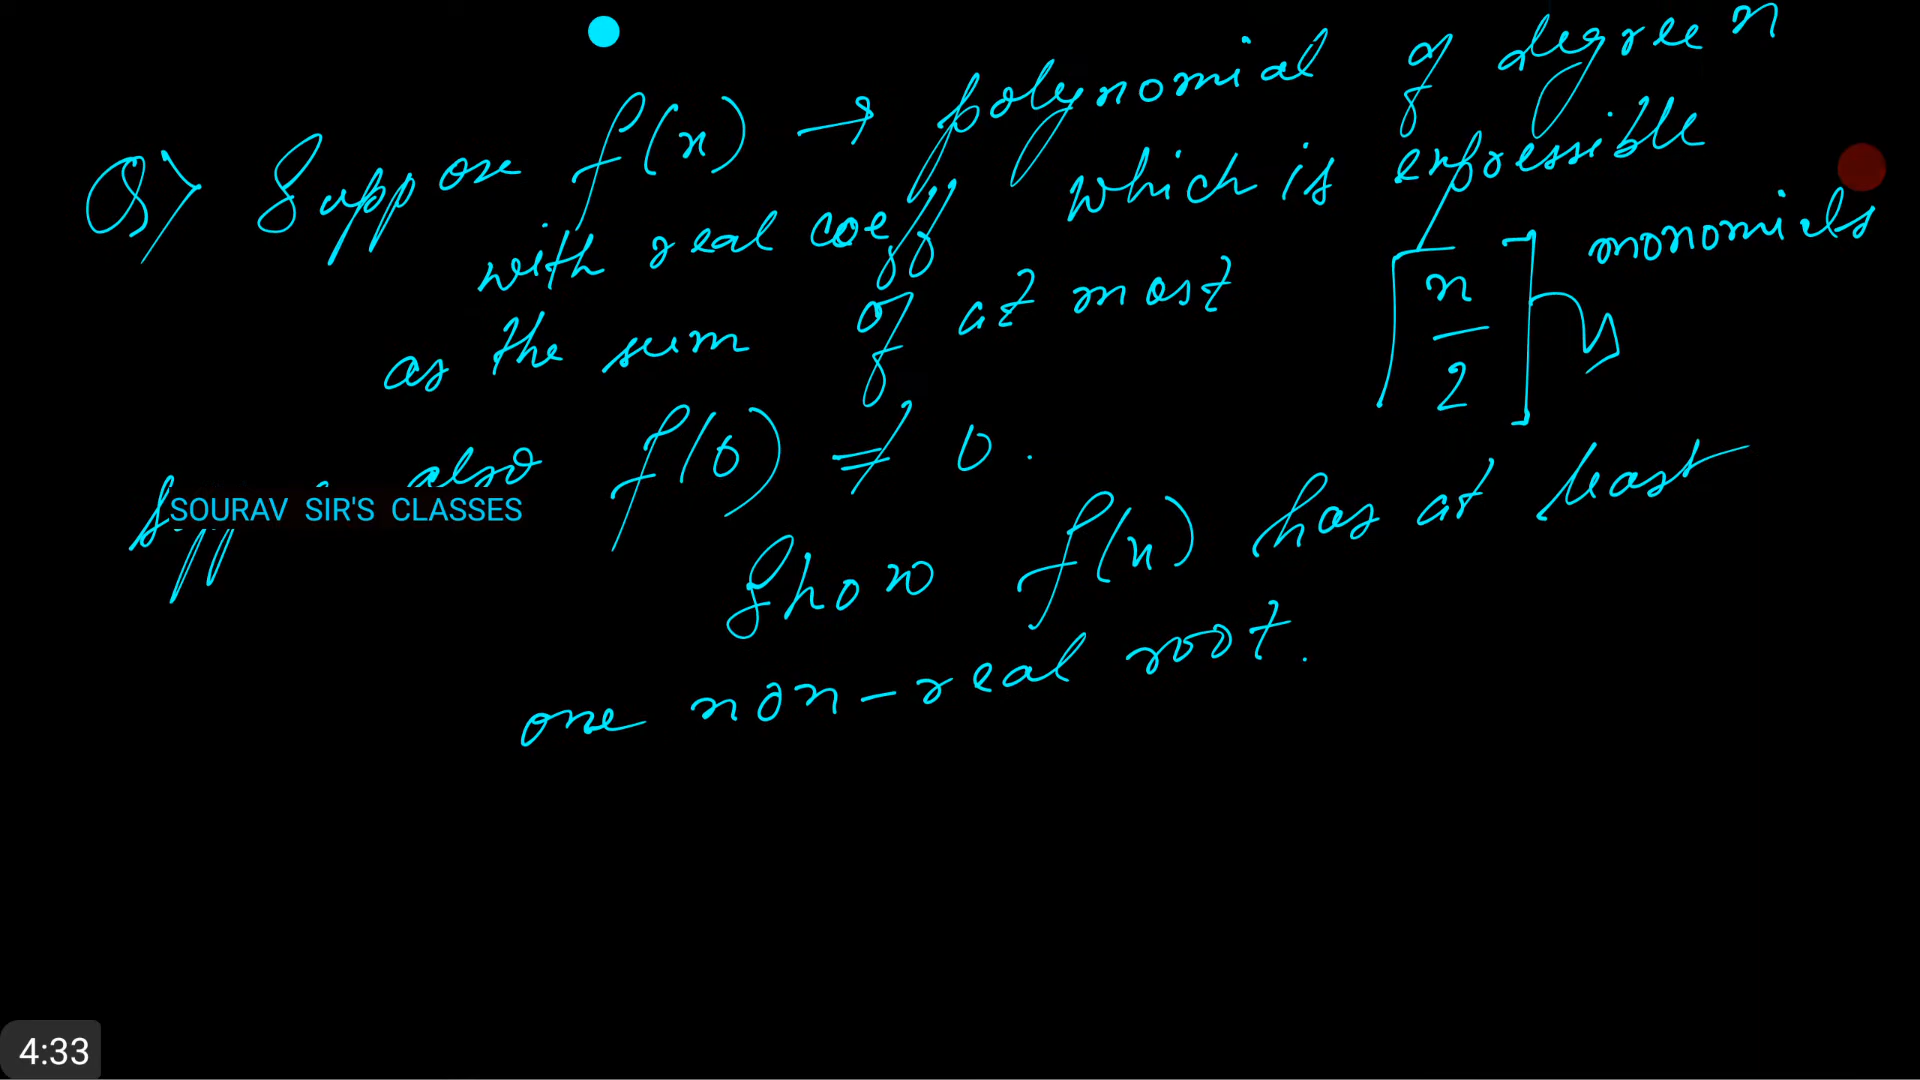 Q) Suppose f(x) → polynomial of degree n
with real coeff which is expressible
as the sum of at most [n/2] monomials
also f(0) ≠ 0.
SOURAV SIR'S CLASSES
Show f(x) has at least
one non-real root.
4:33